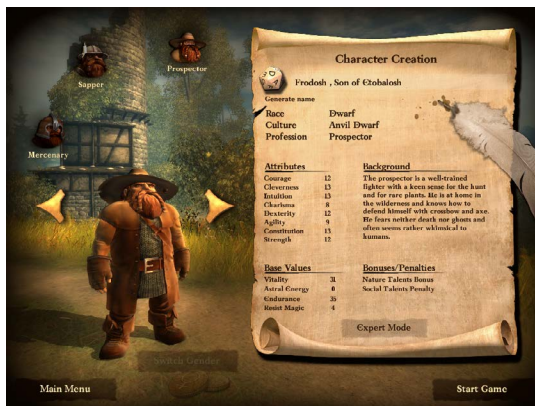 Character Creation
Frodosh , Son of Etobalosh
Generate name
Race Dwarf
Culture Anvil Dwarf
Profession Prospector
Sapper
Prospector
Mercenary
Attributes
Courage 12
Cleverness 13
Intuition 13
Charisma 8
Dexterity 12
Agility 9
Constitution 13
Strength 12
Background
The prospector is a well-trained
fighter with a keen sense for the hunt
and for rare plants. He is at home in
the wilderness and knows how to
defend himself with crossbow and axe.
He fears neither death nor ghosts and
often seems rather whimsical to
humans.
Base Values
Vitality 31
Astral Energy 0
Endurance 35
Resist Magic 4
Bonuses/Penalties
Nature Talents Bonus
Social Talents Penalty
Expert Mode
Switch Gender
Main Menu
Start Game